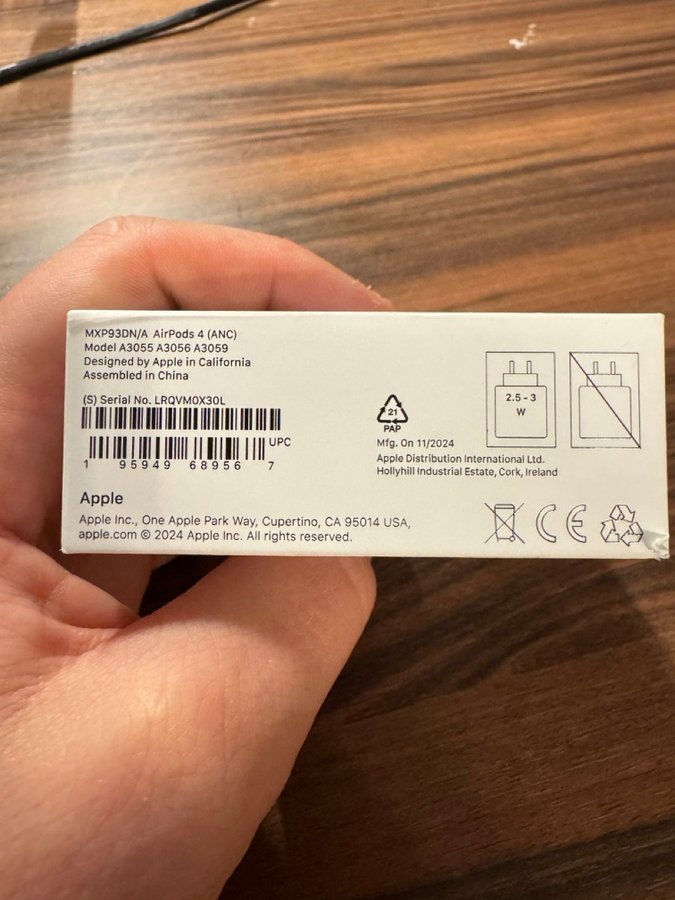 MXP93DN/A AirPods 4 (ANC)
Model A3055 A3056 A3059
Designed by Apple in California
Assembled in China
(S) Serial No. LRQVM0X30L
UPC
1 95949 68956 7
Apple
Apple Inc., One Apple Park Way, Cupertino, CA 95014 USA,
apple.com © 2024 Apple Inc. All rights reserved.
21
PAP
Mfg. On 11/2024
Apple Distribution International Ltd.
Hollyhill Industrial Estate, Cork, Ireland
2.5 - 3
W
CE